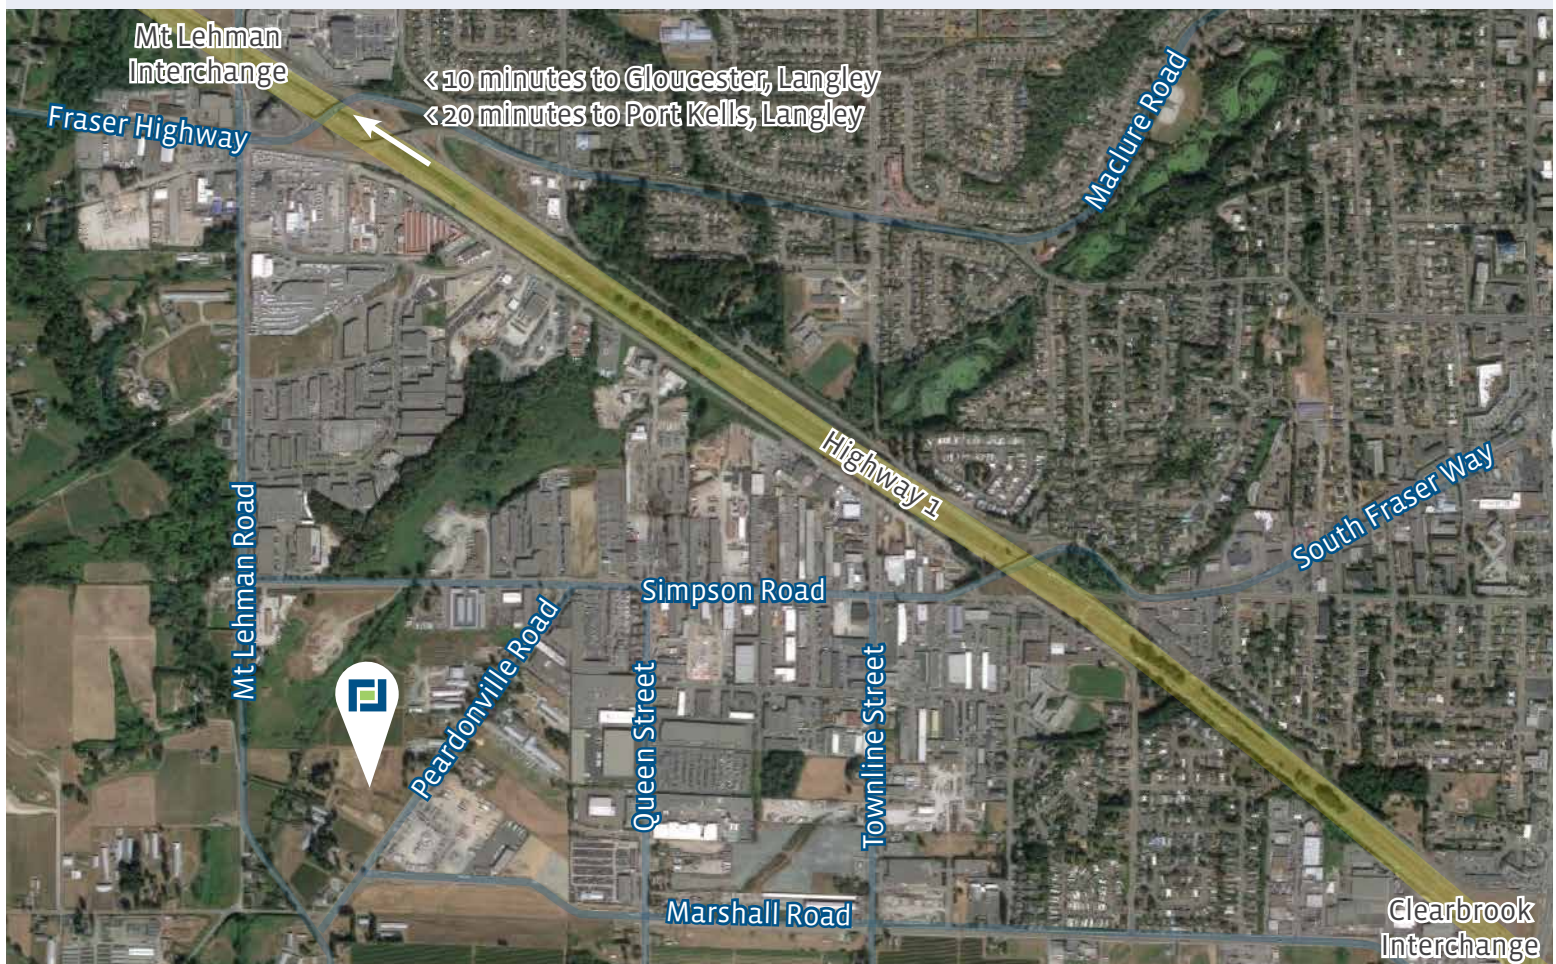 Mt Lehman
Interchange
< 10 minutes to Gloucester, Langley
< 20 minutes to Port Kells, Langley
Fraser Highway
Maclure Road
Highway 1
South Fraser Way
Mt Lehman Road
Simpson Road
Peardonville Road
Queen Street
Townline Street
Marshall Road
Clearbrook
Interchange